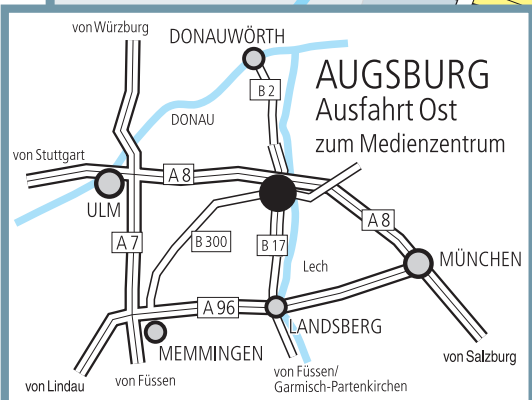 von Würzburg
DONAUWÖRTH
AUGSBURG
Ausfahrt Ost
zum Medienzentrum
B 2
DONAU
von Stuttgart
A 8
ULM
A 8
A 7
B 300
B 17
Lech
MÜNCHEN
A 96
LANDSBERG
MEMMINGEN
von Salzburg
von Lindau
von Füssen
von Füssen/
Garmisch-Partenkirchen